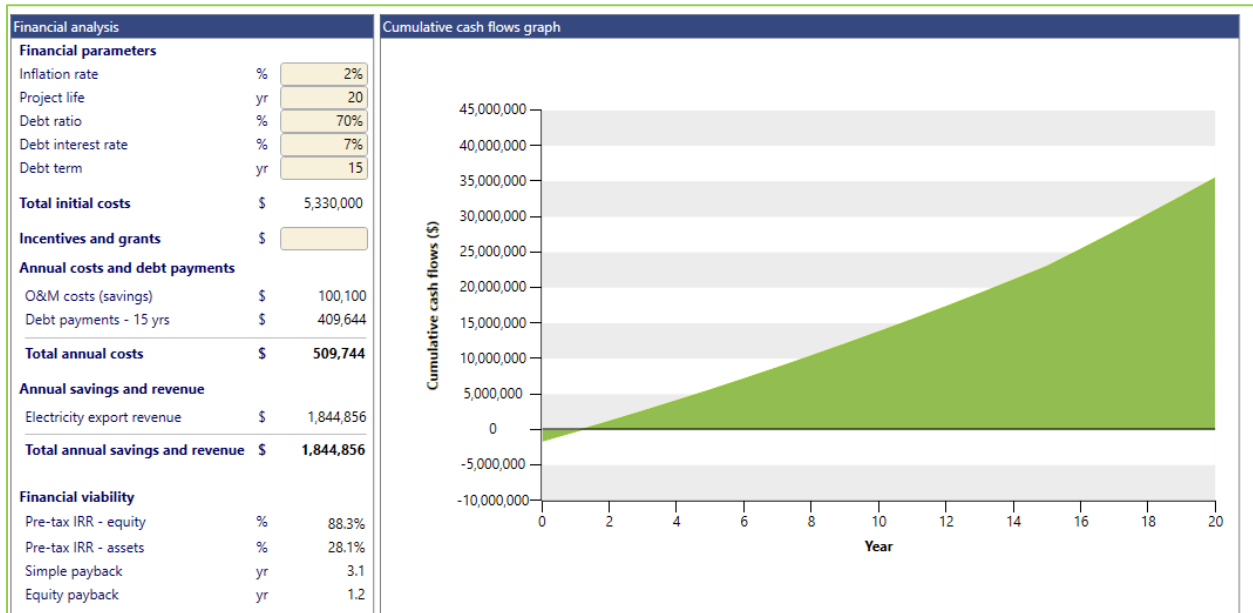 Financial analysis
Financial parameters
Inflation rate % 2%
Project life yr 20
Debt ratio % 70%
Debt interest rate % 7%
Debt term yr 15
Total initial costs $ 5,330,000
Incentives and grants $
Annual costs and debt payments
O&M costs (savings) $ 100,100
Debt payments - 15 yrs $ 409,644
Total annual costs $ 509,744
Annual savings and revenue
Electricity export revenue $ 1,844,856
Total annual savings and revenue $ 1,844,856
Financial viability
Pre-tax IRR - equity % 88.3%
Pre-tax IRR - assets % 28.1%
Simple payback yr 3.1
Equity payback yr 1.2
Cumulative cash flows graph
Cumulative cash flows ($)
45,000,000
40,000,000
35,000,000
30,000,000
25,000,000
20,000,000
15,000,000
10,000,000
5,000,000
0
-5,000,000
-10,000,000
0 2 4 6 8 10 12 14 16 18 20
Year